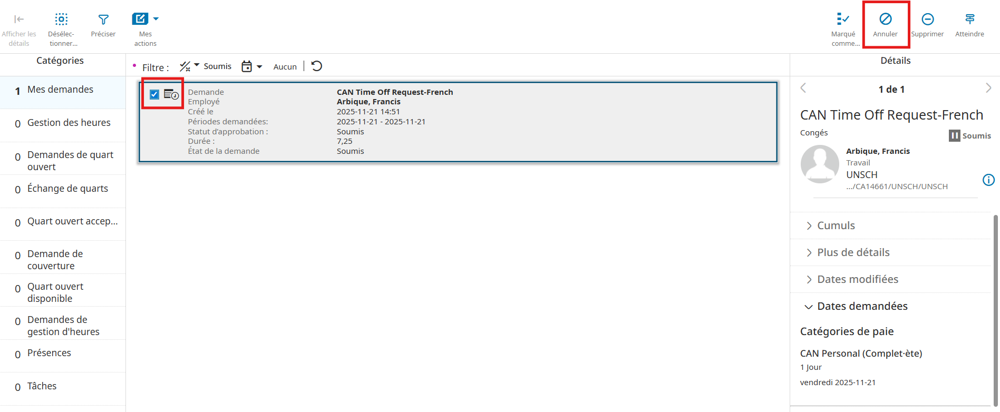 Afficher les
détails
Désélec-
tionner...
Préciser
Mes
actions
Marqué
comme...
Annuler
Supprimer
Atteindre
Catégories
1 Mes demandes
0 Gestion des heures
0 Demandes de quart
ouvert
0 Échange de quarts
0 Quart ouvert accep...
0 Demande de
couverture
0 Quart ouvert
disponible
0 Demandes de
gestion d'heures
0 Présences
0 Tâches
Filtre : Soumis Aucun
Demande CAN Time Off Request-French
Employé Arbique, Francis
Créé le 2025-11-21 14:51
Périodes demandées: 2025-11-21 - 2025-11-21
Statut d’approbation : Soumis
Durée : 7,25
État de la demande Soumis
Détails
1 de 1
CAN Time Off Request-French
Congés
Soumis
Arbique, Francis
Travail
UNSCH
.../CA14661/UNSCH/UNSCH
Cumuls
Plus de détails
Dates modifiées
Dates demandées
Catégories de paie
CAN Personal (Complet·ète)
1 Jour
vendredi 2025-11-21